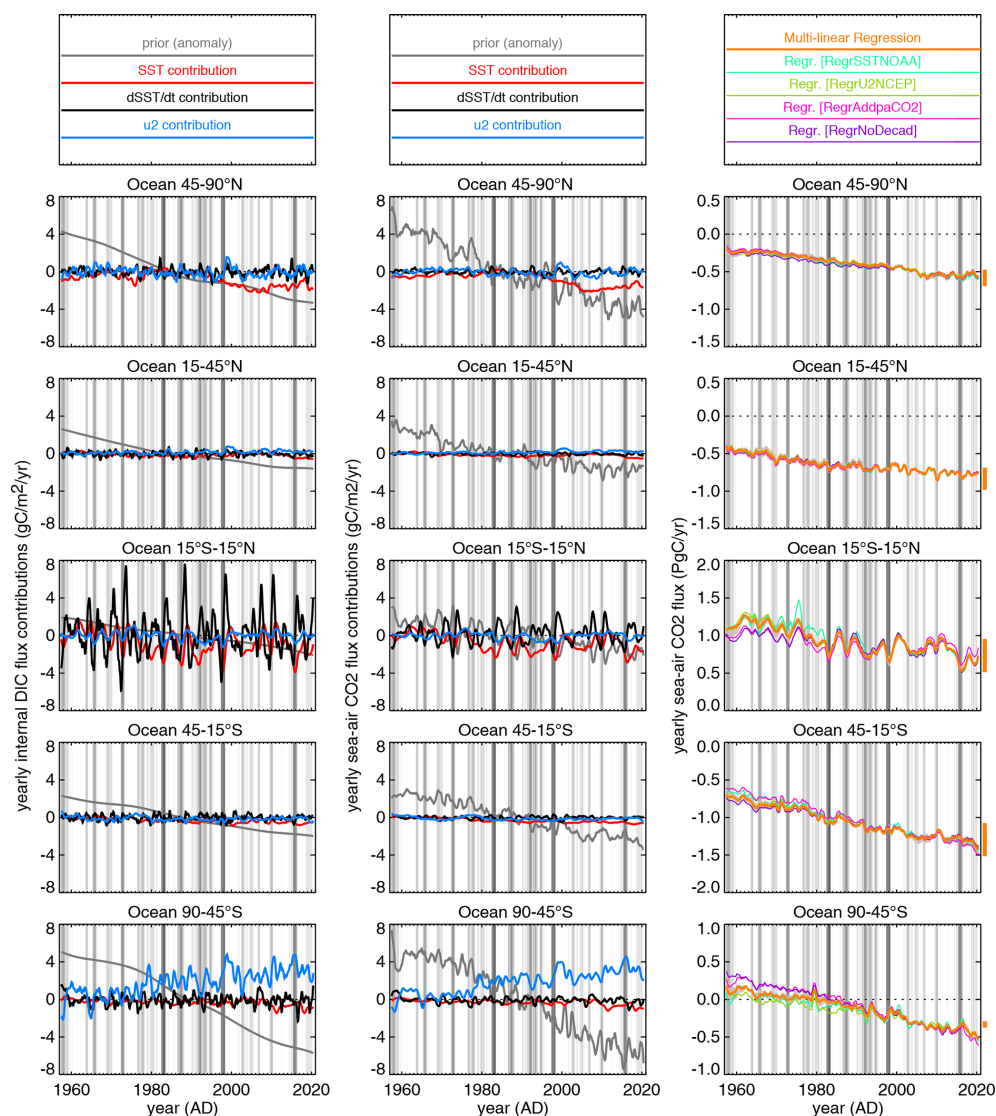 prior (anomaly)
SST contribution
dSST/dt contribution
u2 contribution
prior (anomaly)
SST contribution
dSST/dt contribution
u2 contribution
Multi-linear Regression
Regr. [RegrSSTNOAA]
Regr. [RegrU2NCEP]
Regr. [RegrAddpaCO2]
Regr. [RegrNoDecad]
yearly internal DIC flux contributions (gC/m2/yr)
yearly sea-air CO2 flux contributions (gC/m2/yr)
yearly sea-air CO2 flux (PgC/yr)
Ocean 45-90°N
8
4
0
-4
-8
Ocean 45-90°N
8
4
0
-4
-8
Ocean 45-90°N
0.5
0.0
-0.5
-1.0
-1.5
Ocean 15-45°N
8
4
0
-4
-8
Ocean 15-45°N
8
4
0
-4
-8
Ocean 15-45°N
0.5
0.0
-0.5
-1.0
-1.5
Ocean 15°S-15°N
8
4
0
-4
-8
Ocean 15°S-15°N
8
4
0
-4
-8
Ocean 15°S-15°N
2.0
1.5
1.0
0.5
0.0
Ocean 45-15°S
8
4
0
-4
-8
Ocean 45-15°S
8
4
0
-4
-8
Ocean 45-15°S
0.0
-0.5
-1.0
-1.5
-2.0
Ocean 90-45°S
8
4
0
-4
-8
1960 1980 2000 2020
year (AD)
Ocean 90-45°S
8
4
0
-4
-8
1960 1980 2000 2020
year (AD)
Ocean 90-45°S
1.0
0.5
0.0
-0.5
-1.0
1960 1980 2000 2020
year (AD)